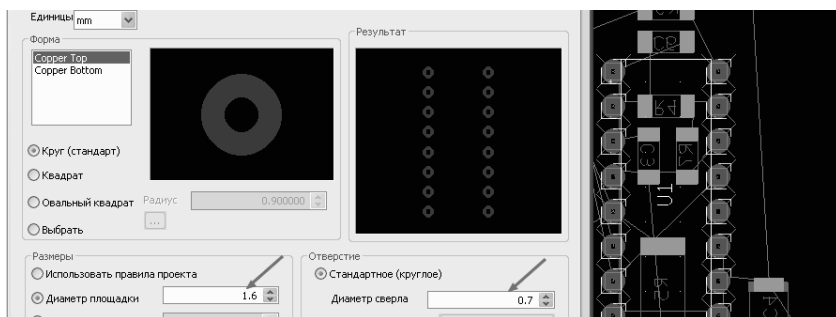 Единицы mm
Форма
Copper Top
Copper Bottom
Круг (стандарт)
Квадрат
Овальный квадрат Радиус 0.900000
...
Выбрать
Результат
Размеры
Использовать правила проекта
Диаметр площадки 1.6
Отверстие
Стандартное (круглое)
Диаметр сверла 0.7
R4
C3
U1